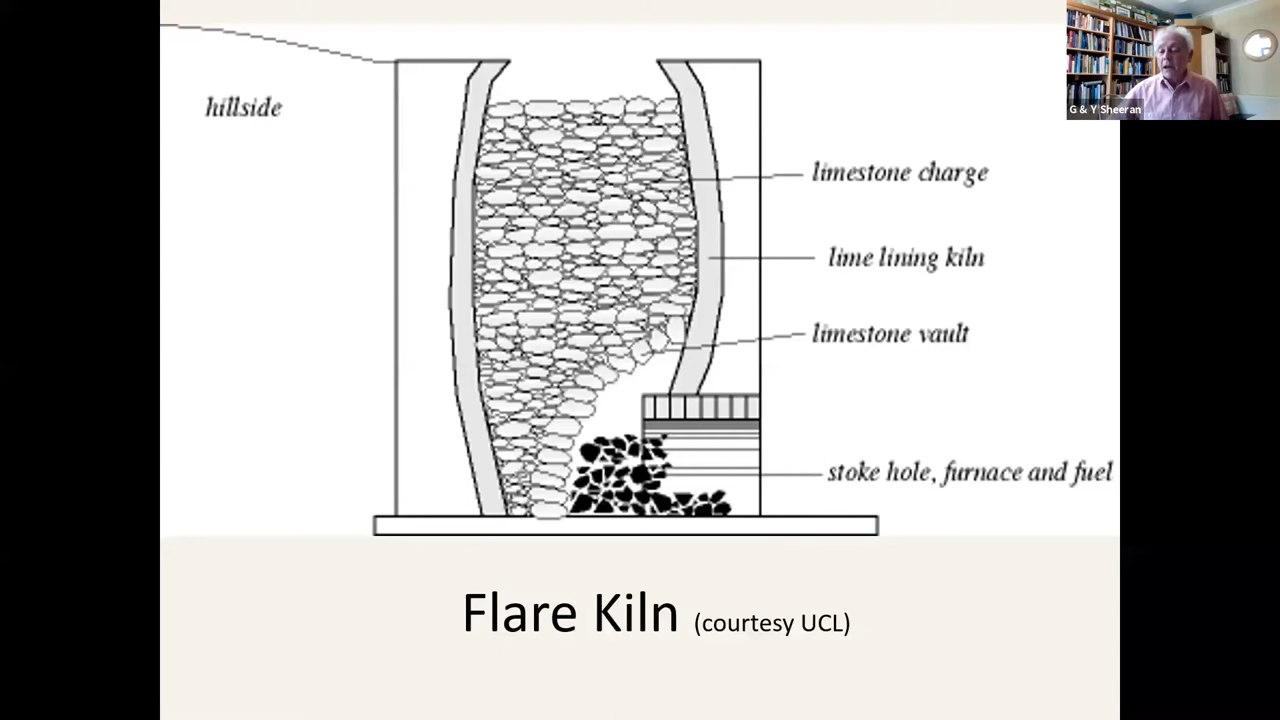 G & Y Sheeran
hillside
limestone charge
lime lining kiln
limestone vault
stoke hole, furnace and fuel
Flare Kiln (courtesy UCL)